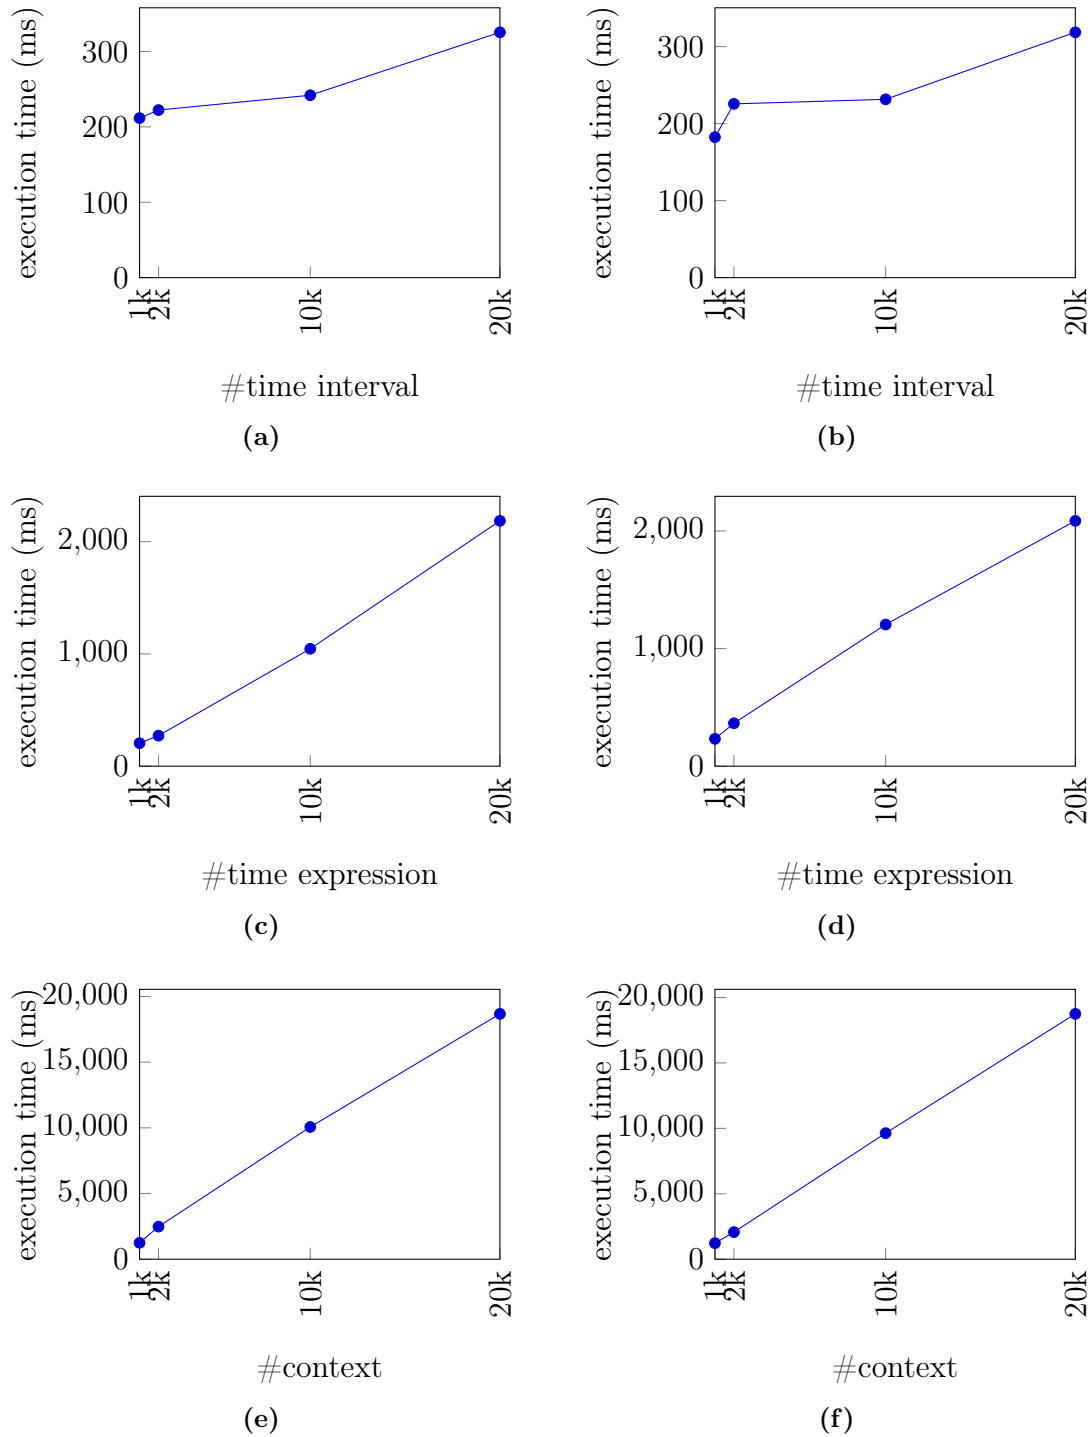 execution time (ms)
300
200
100
0
1k
2k
10k
20k
#time interval
(a)
execution time (ms)
300
200
100
0
1k
2k
10k
20k
#time interval
(b)
execution time (ms)
2,000
1,000
0
1k
2k
10k
20k
#time expression
(c)
execution time (ms)
2,000
1,000
0
1k
2k
10k
20k
#time expression
(d)
execution time (ms)
20,000
15,000
10,000
5,000
0
1k
2k
10k
20k
#context
(e)
execution time (ms)
20,000
15,000
10,000
5,000
0
1k
2k
10k
20k
#context
(f)